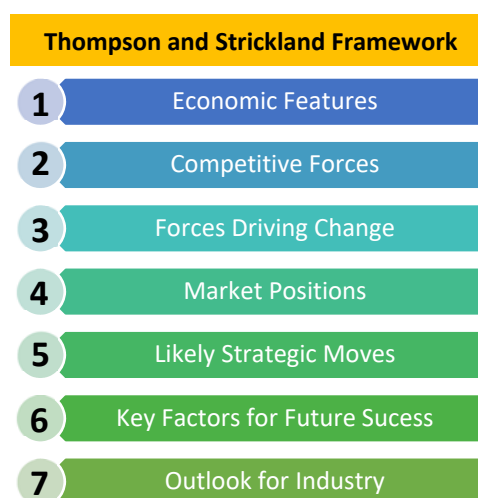 Thompson and Strickland Framework
1 Economic Features
2 Competitive Forces
3 Forces Driving Change
4 Market Positions
5 Likely Strategic Moves
6 Key Factors for Future Sucess
7 Outlook for Industry